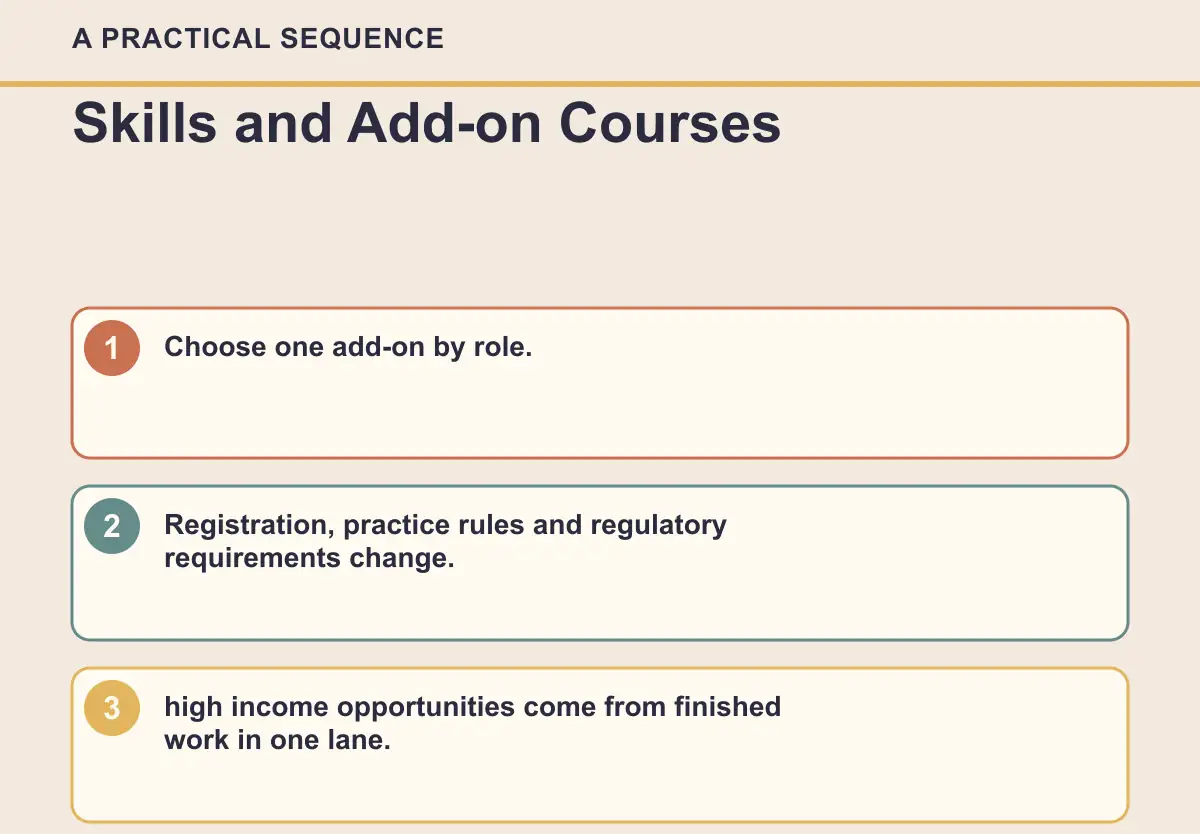 A PRACTICAL SEQUENCE
Skills and Add-on Courses
1
Choose one add-on by role.
2
Registration, practice rules and regulatory
requirements change.
3
high income opportunities come from finished
work in one lane.